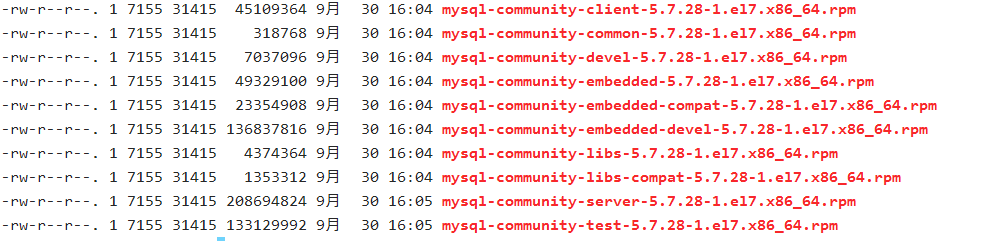 -rw-r--r--. 1 7155 31415  45109364 9月  30 16:04 mysql-community-client-5.7.28-1.el7.x86_64.rpm
-rw-r--r--. 1 7155 31415    318768 9月  30 16:04 mysql-community-common-5.7.28-1.el7.x86_64.rpm
-rw-r--r--. 1 7155 31415   7037096 9月  30 16:04 mysql-community-devel-5.7.28-1.el7.x86_64.rpm
-rw-r--r--. 1 7155 31415  49329100 9月  30 16:04 mysql-community-embedded-5.7.28-1.el7.x86_64.rpm
-rw-r--r--. 1 7155 31415  23354908 9月  30 16:04 mysql-community-embedded-compat-5.7.28-1.el7.x86_64.rpm
-rw-r--r--. 1 7155 31415 136837816 9月  30 16:04 mysql-community-embedded-devel-5.7.28-1.el7.x86_64.rpm
-rw-r--r--. 1 7155 31415   4374364 9月  30 16:04 mysql-community-libs-5.7.28-1.el7.x86_64.rpm
-rw-r--r--. 1 7155 31415   1353312 9月  30 16:04 mysql-community-libs-compat-5.7.28-1.el7.x86_64.rpm
-rw-r--r--. 1 7155 31415 208694824 9月  30 16:05 mysql-community-server-5.7.28-1.el7.x86_64.rpm
-rw-r--r--. 1 7155 31415 133129992 9月  30 16:05 mysql-community-test-5.7.28-1.el7.x86_64.rpm